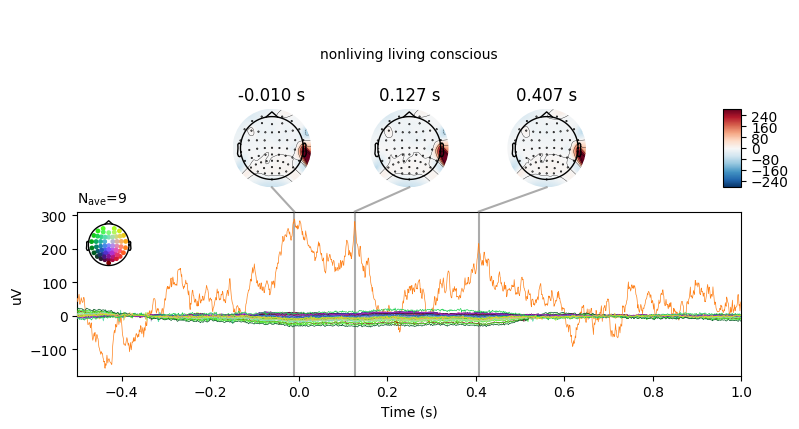 nonliving living conscious
-0.010 s 0.127 s 0.407 s
240
160
80
0
−80
−160
−240
Nave=9
300
200
100
0
−100
uV
−0.4 −0.2 0.0 0.2 0.4 0.6 0.8 1.0
Time (s)